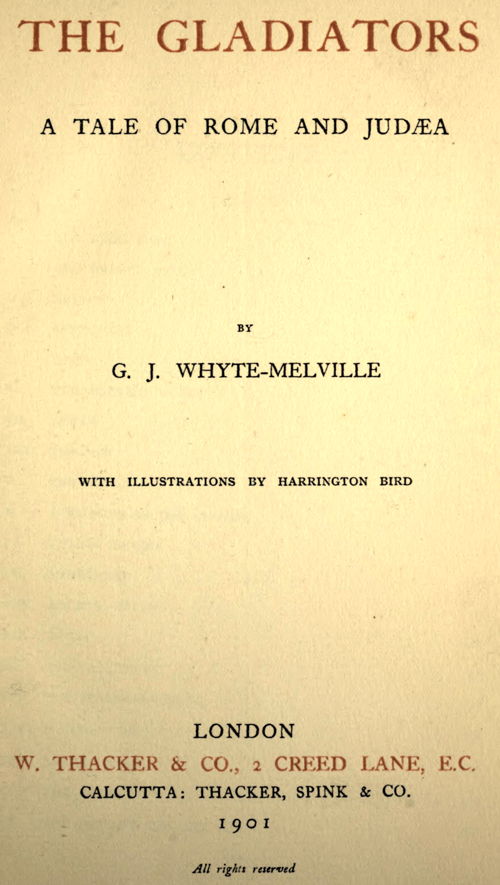 THE GLADIATORS
A TALE OF ROME AND JUDÆA
BY
G. J. WHYTE-MELVILLE
WITH ILLUSTRATIONS BY HARRINGTON BIRD
LONDON
W. THACKER & CO., 2 CREED LANE, E.C.
CALCUTTA: THACKER, SPINK & CO.
1901
All rights reserved